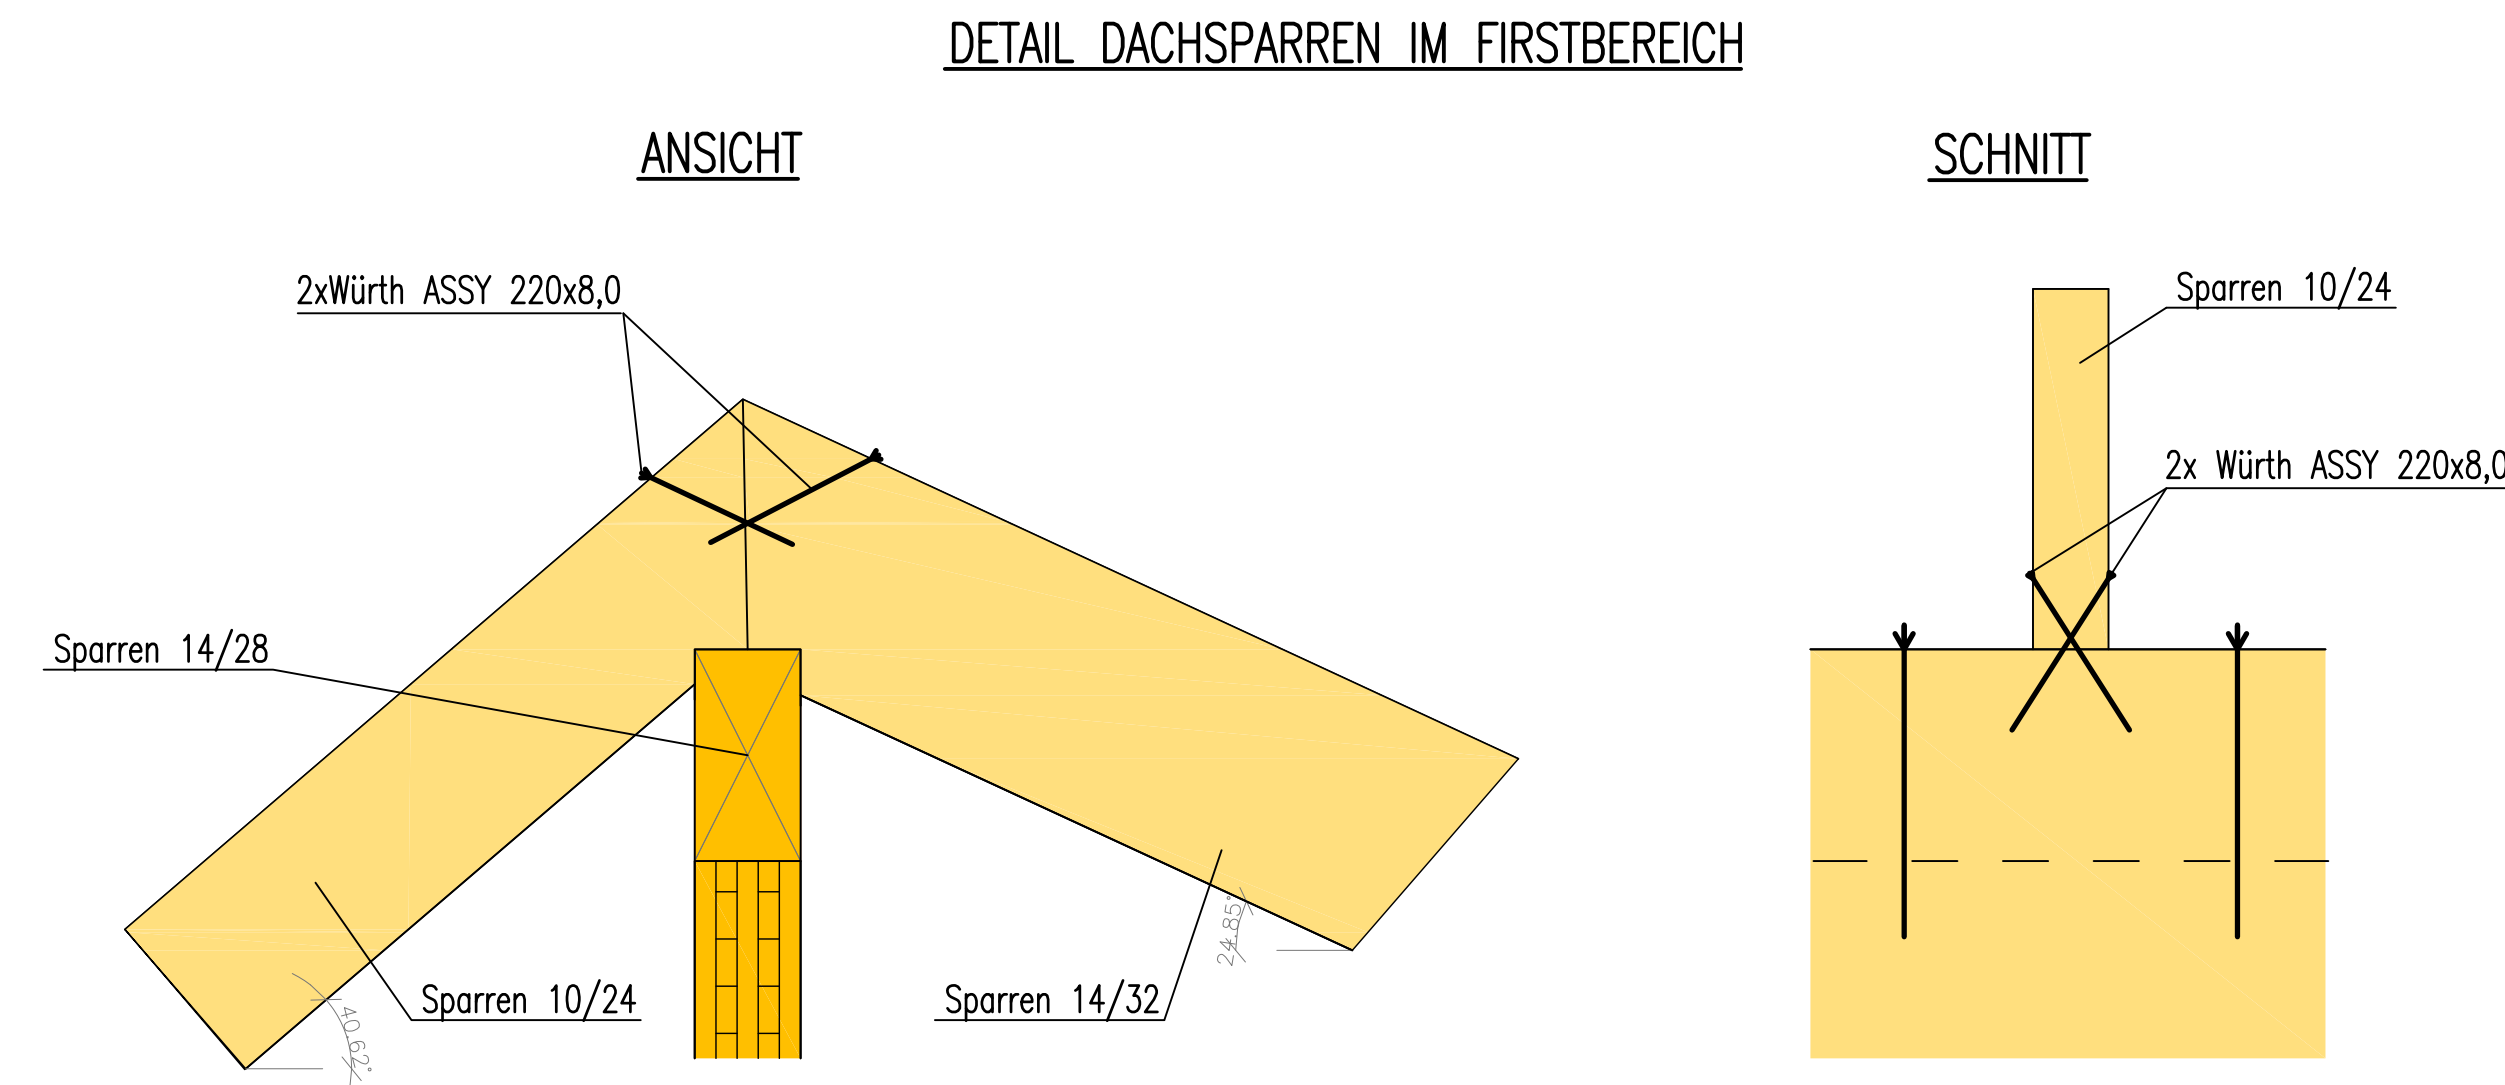 DETAIL DACHSPARREN IM FIRSTBEREICH
ANSICHT
SCHNITT
2xWürth ASSY 220x8,0
Sparren 10/24
2x Würth ASSY 220x8,0
Sparren 14/28
24.85°
Sparren 10/24
Sparren 14/32
40.62°